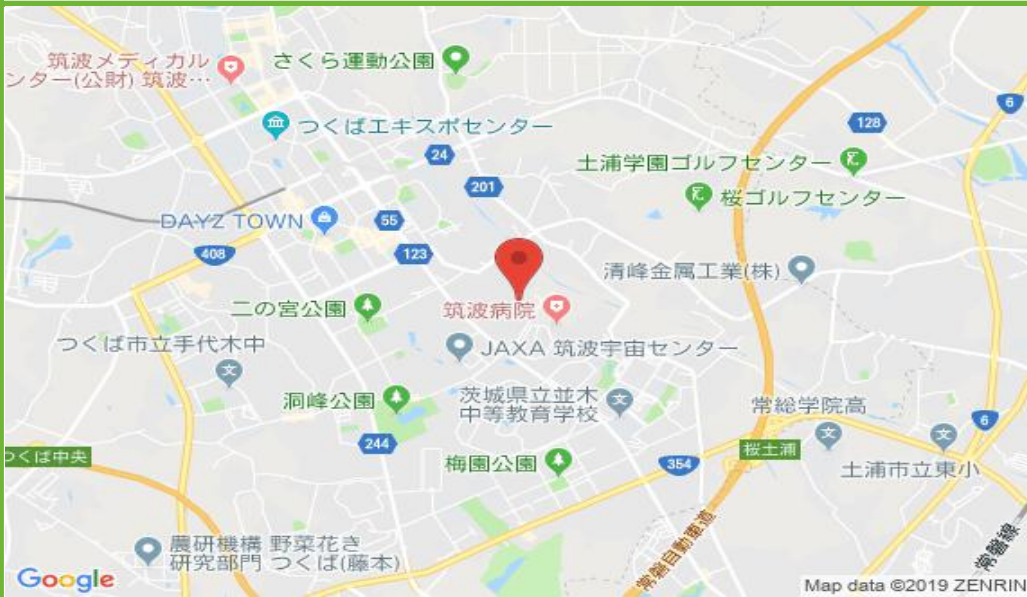 筑波メディカル
ンター(公財) 筑波…
さくら運動公園
6
つくばエキスポセンター
128
24
土浦学園ゴルフセンター
201
桜ゴルフセンター
DAYZ TOWN
55
408
123
清峰金属工業(株)
二の宮公園
筑波病院
つくば市立手代木中
JAXA 筑波宇宙センター
文
洞峰公園
茨城県立並木
中等教育学校
文
常総学院高
6
244
文
文
つくば中央
桜土浦
梅園公園
354
土浦市立東小
農研機構 野菜花き
研究部門 つくば(藤本)
常磐自動車道
常磐線
Google
Map data ©2019 ZENRIN